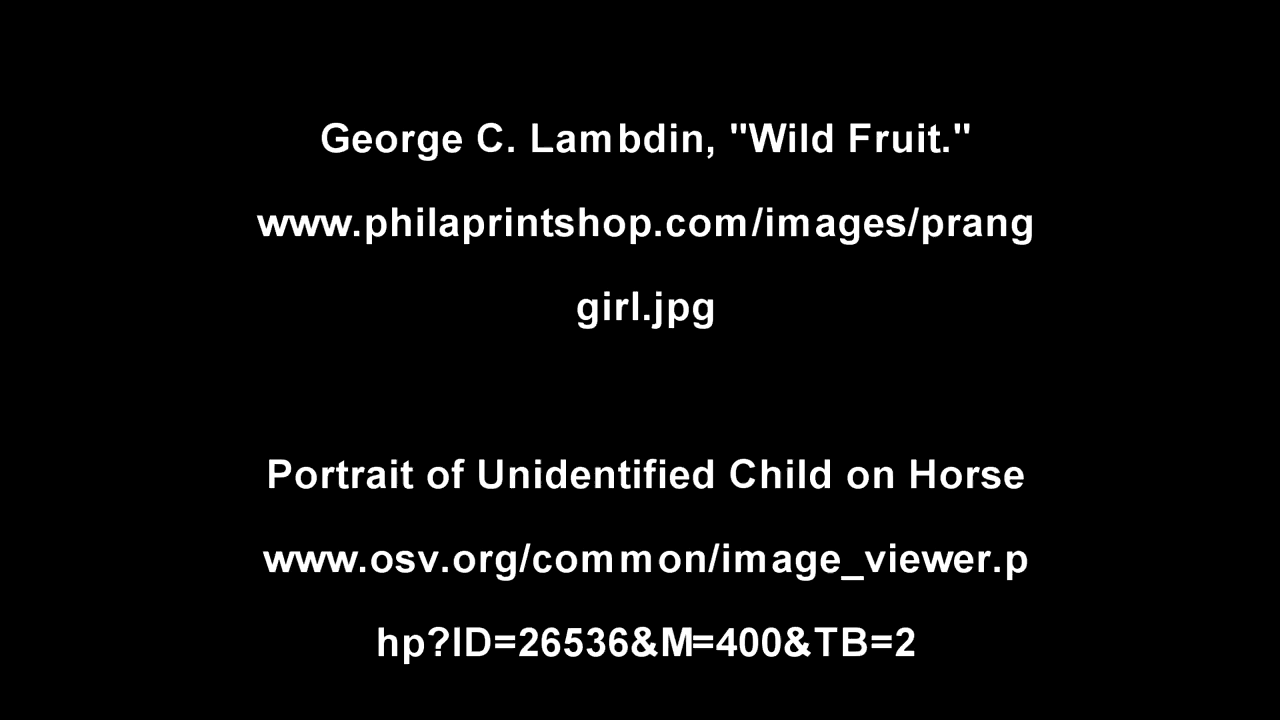 George C. Lambdin, "Wild Fruit."
www.philaprintshop.com/images/prang
girl.jpg
Portrait of Unidentified Child on Horse
www.osv.org/common/image_viewer.p
hp?ID=26536&M=400&TB=2